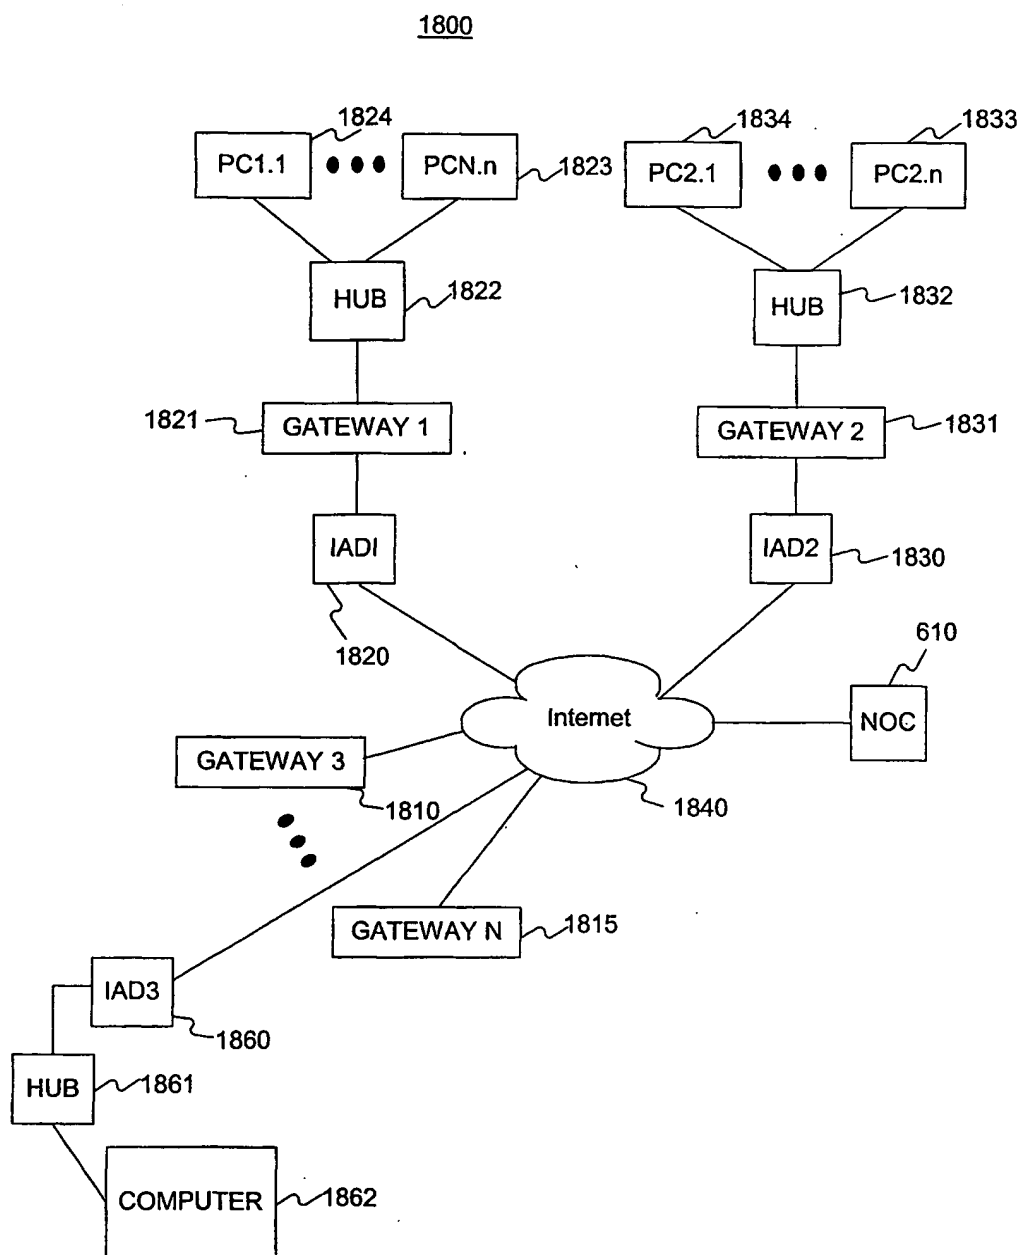 1800
1824
1834
1833
PC1.1
PCN.n
1823
PC2.1
PC2.n
HUB
1822
HUB
1832
1821
GATEWAY 1
GATEWAY 2
1831
IADI
IAD2
1830
1820
610
Internet
NOC
GATEWAY 3
1810
1840
GATEWAY N
1815
IAD3
1860
HUB
1861
COMPUTER
1862